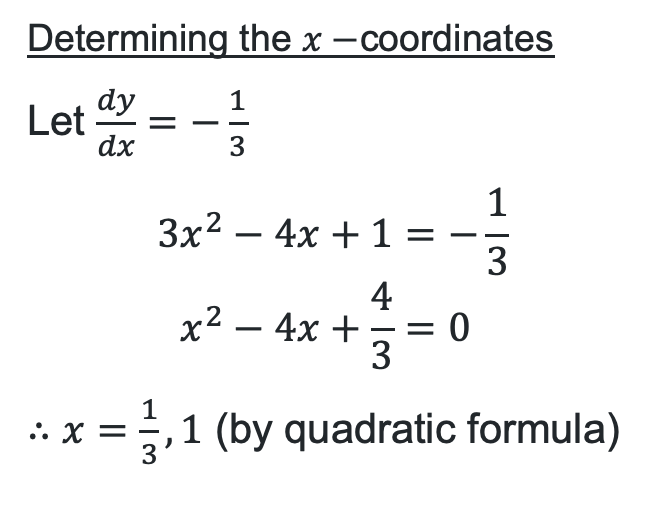 Determining the x −coordinates
Let dy/dx = − 1/3
3x² − 4x + 1 = − 1/3
x² − 4x + 4/3 = 0
∴ x = 1/3, 1 (by quadratic formula)